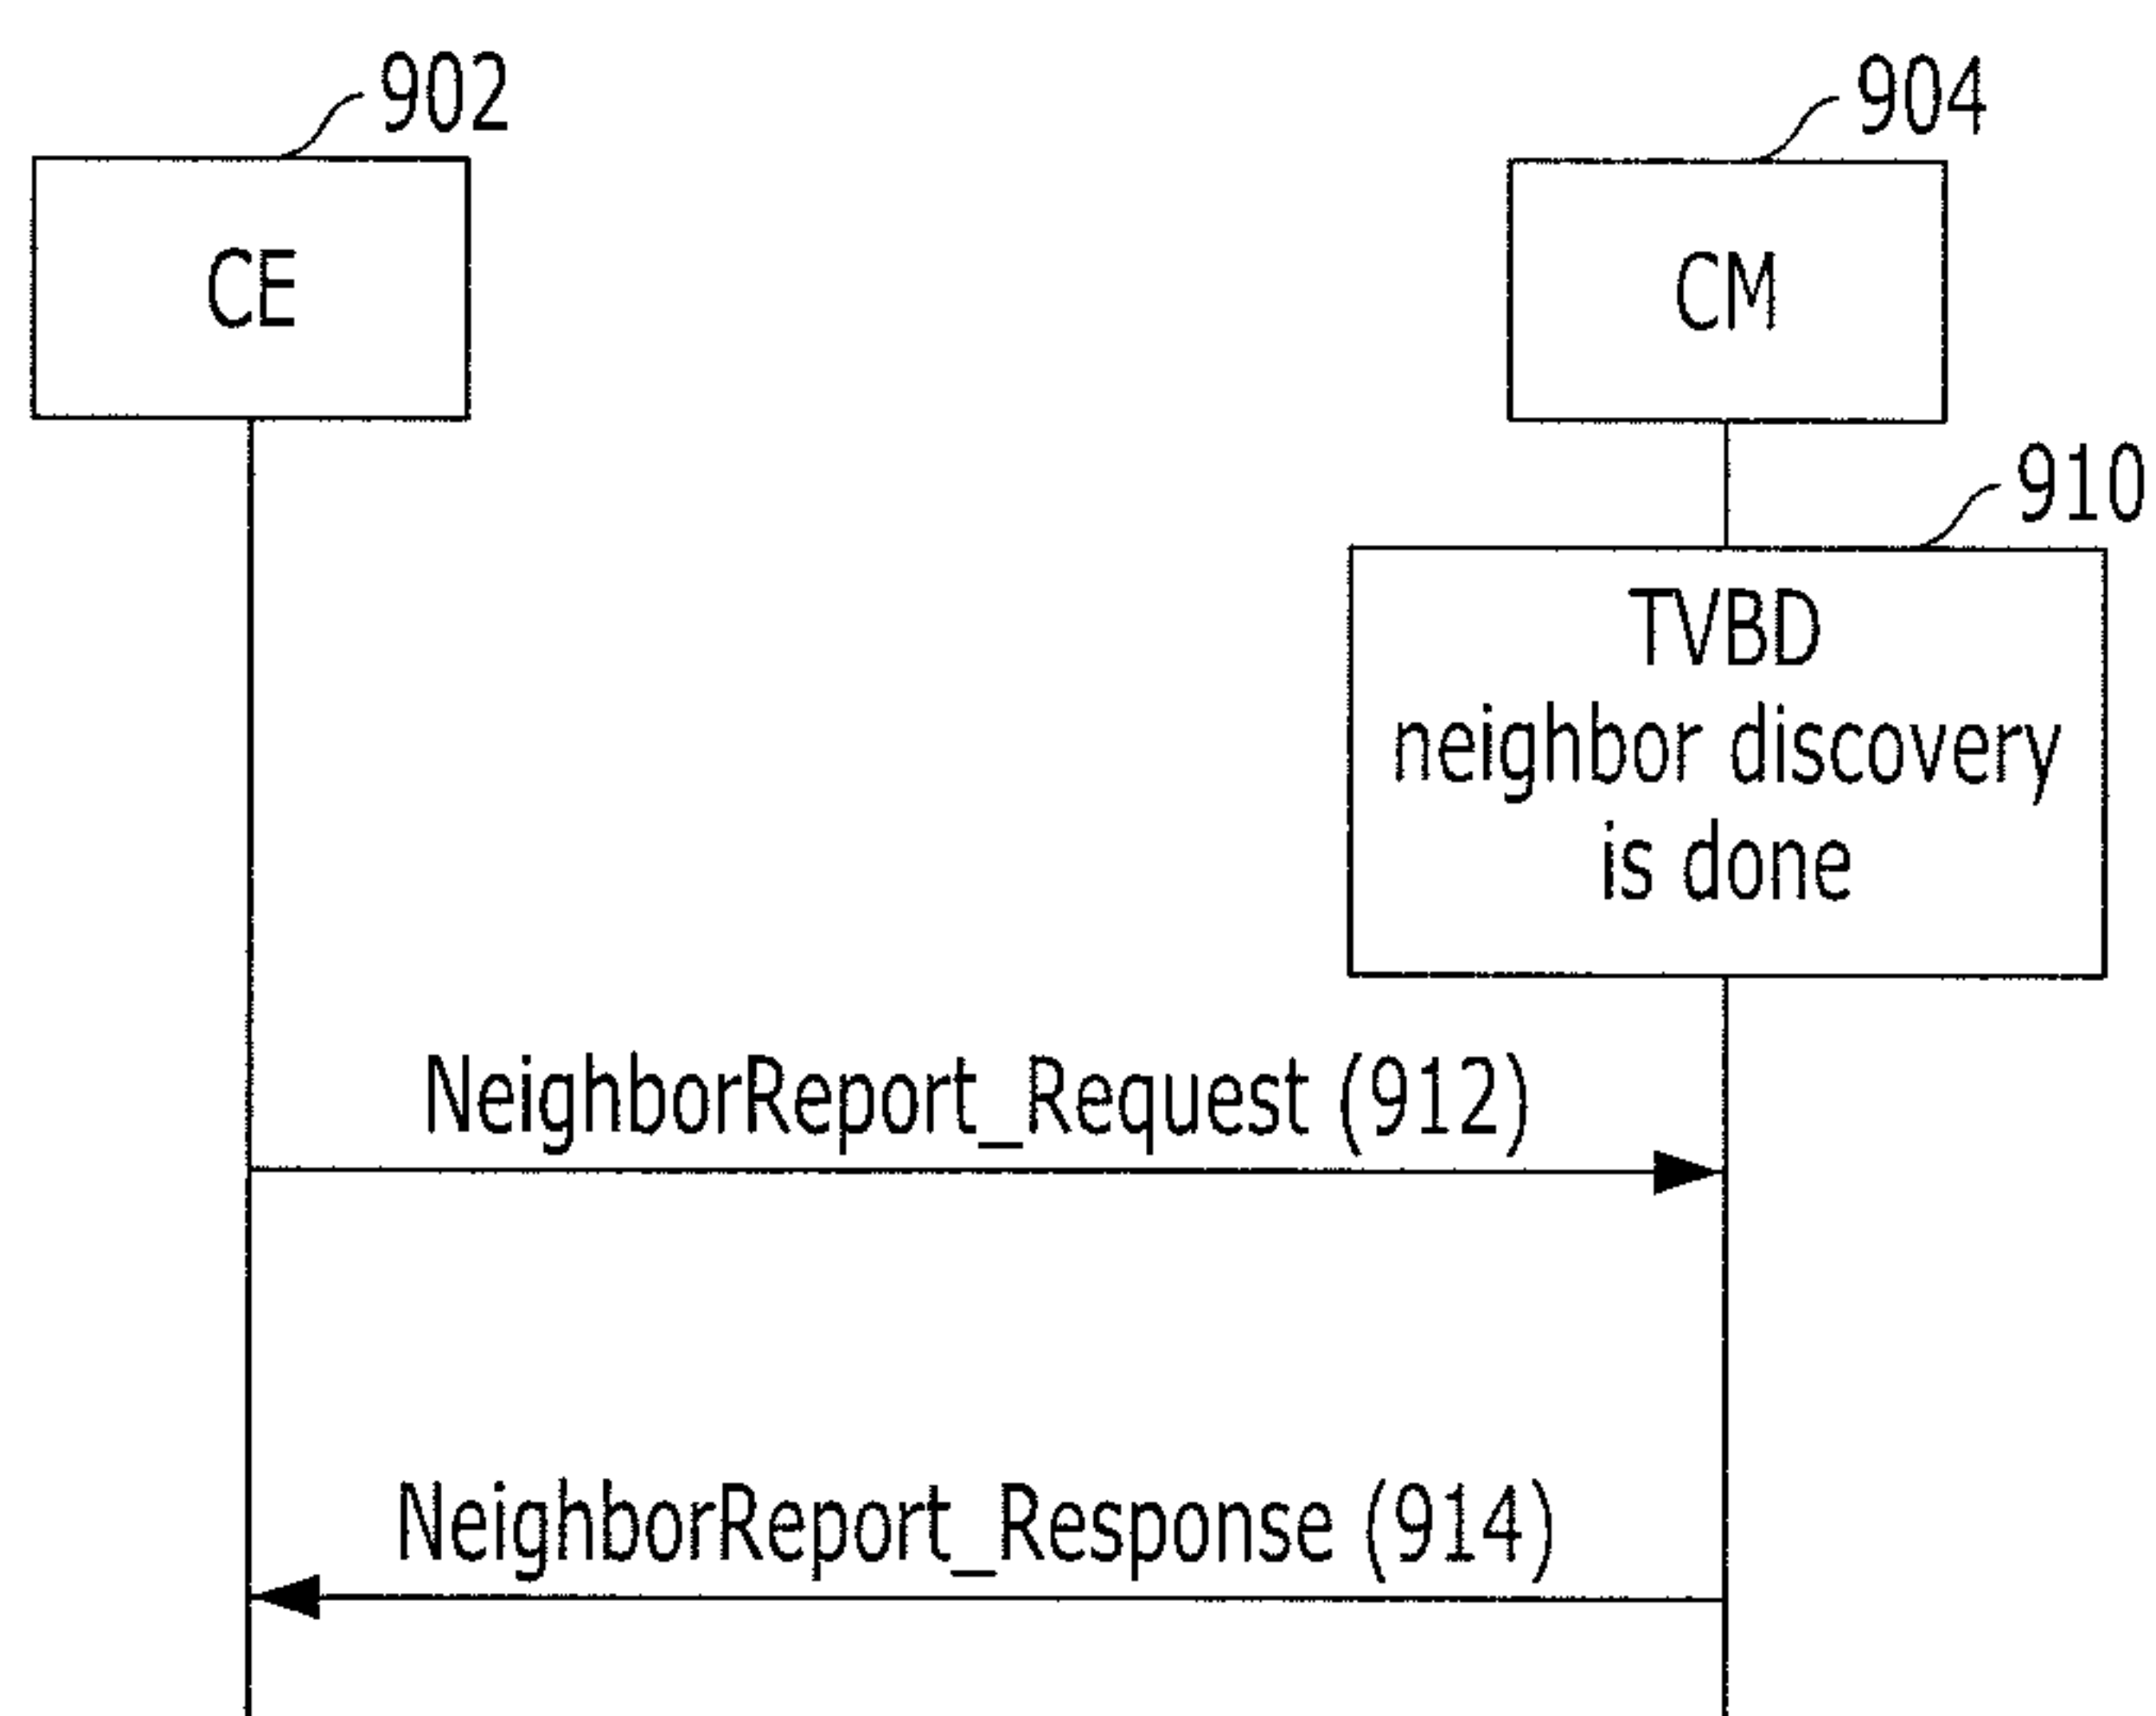 902
904
CE
CM
910
TVBD
neighbor discovery
is done
NeighborReport_Request (912)
NeighborReport_Response (914)